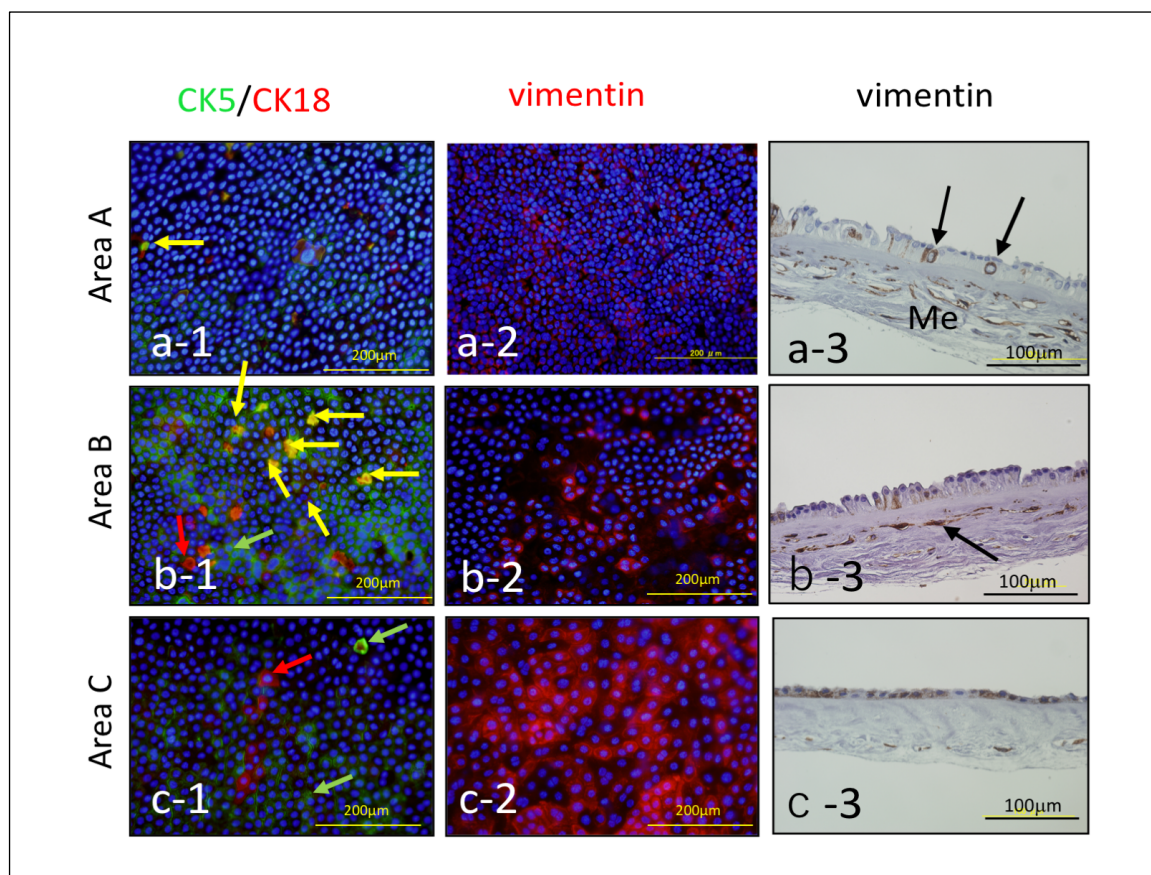 CK5/CK18
vimentin
vimentin
Area A
a-1
200μm
a-2
200 μm
Me
a-3
100μm
Area B
b-1
200μm
b-2
200μm
b -3
100μm
Area C
c-1
200μm
c-2
200μm
c -3
100μm